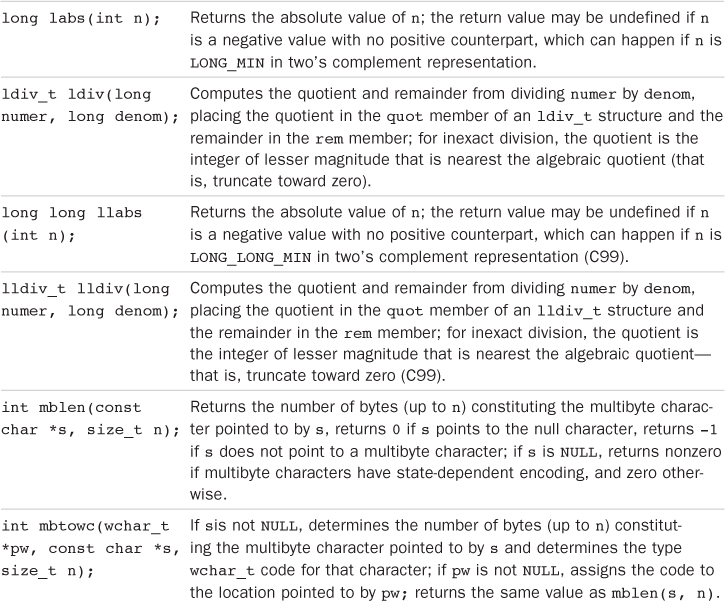 long labs(int n);
Returns the absolute value of n; the return value may be undefined if n
is a negative value with no positive counterpart, which can happen if n is
LONG_MIN in two's complement representation.
ldiv_t ldiv(long
numer, long denom);
Computes the quotient and remainder from dividing numer by denom,
placing the quotient in the quot member of an ldiv_t structure and the
remainder in the rem member; for inexact division, the quotient is the
integer of lesser magnitude that is nearest the algebraic quotient (that
is, truncate toward zero).
long long llabs
(int n);
Returns the absolute value of n; the return value may be undefined if n
is a negative value with no positive counterpart, which can happen if n is
LONG_LONG_MIN in two's complement representation (C99).
lldiv_t lldiv(long
numer, long denom);
Computes the quotient and remainder from dividing numer by denom,
placing the quotient in the quot member of an lldiv_t structure and
the remainder in the rem member; for inexact division, the quotient is
the integer of lesser magnitude that is nearest the algebraic quotient—
that is, truncate toward zero (C99).
int mblen(const
char *s, size_t n);
Returns the number of bytes (up to n) constituting the multibyte charac-
ter pointed to by s, returns 0 if s points to the null character, returns -1
if s does not point to a multibyte character; if s is NULL, returns nonzero
if multibyte characters have state-dependent encoding, and zero other-
wise.
int mbtowc(wchar_t
*pw, const char *s,
size_t n);
If sis not NULL, determines the number of bytes (up to n) constitut-
ing the multibyte character pointed to by s and determines the type
wchar_t code for that character; if pw is not NULL, assigns the code to
the location pointed to by pw; returns the same value as mblen(s, n).